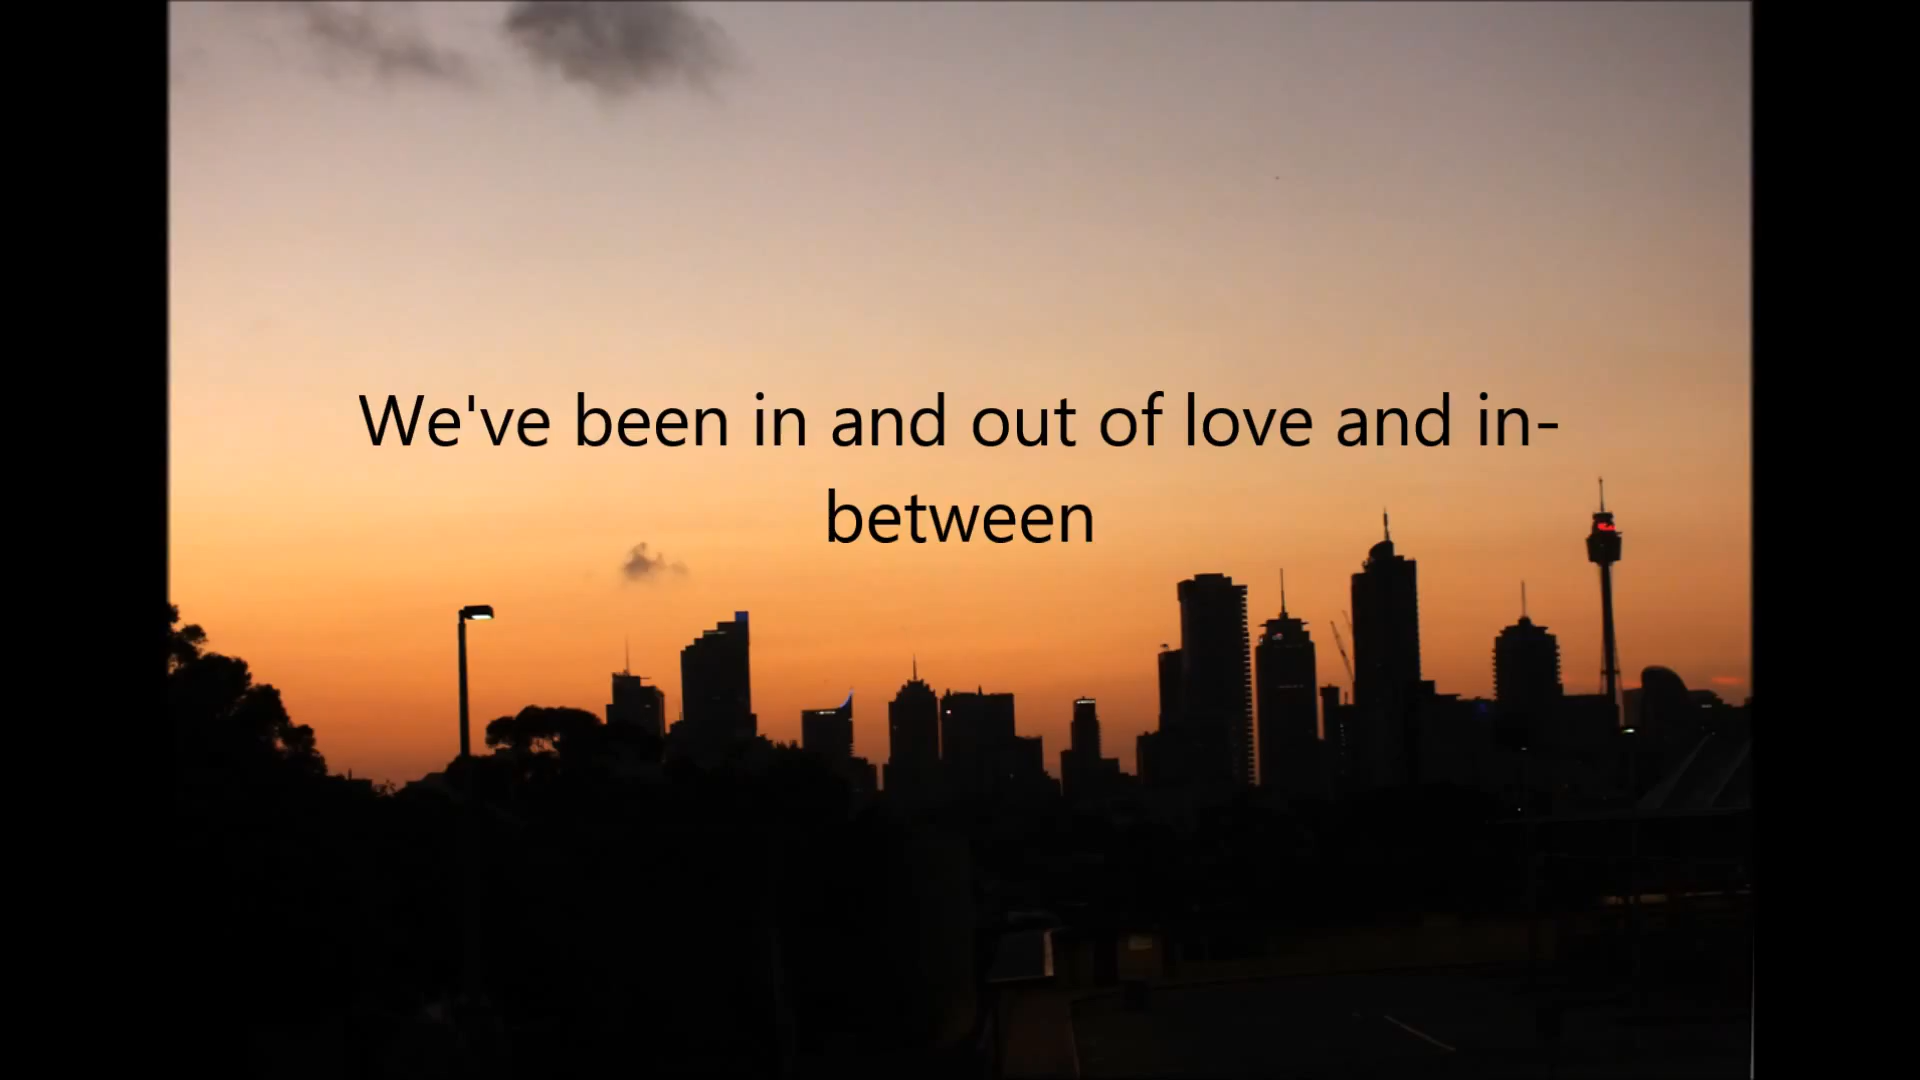 We've been in and out of love and in-
between